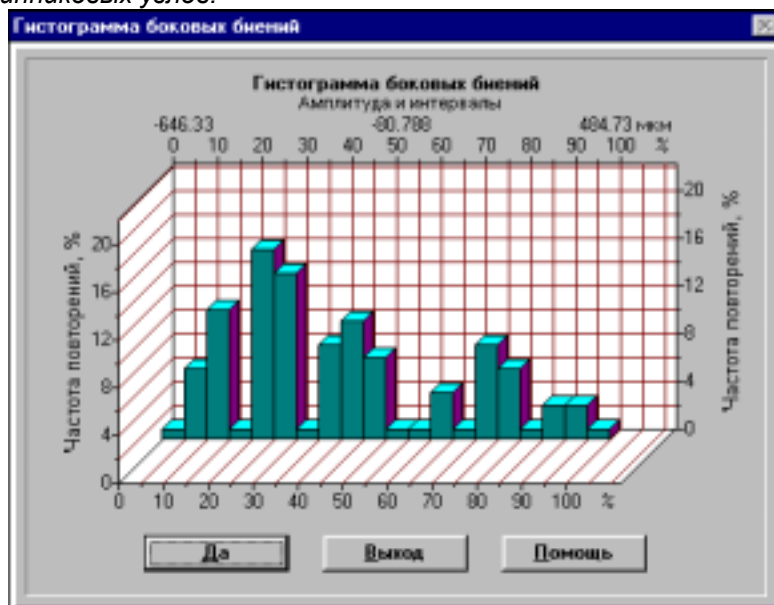 узлов.
Гистограмма боковых биений
Гистограмма боковых биений
Амплитуда и интервалы
-646.33 -80.788 484.73 мкм
0 10 20 30 40 50 60 70 80 90 100 %
Частота повторений, %
20
16
12
8
4
0
20
16
12
8
4
0
Частота повторений, %
0 10 20 30 40 50 60 70 80 90 100 %
Да Выход Помощь